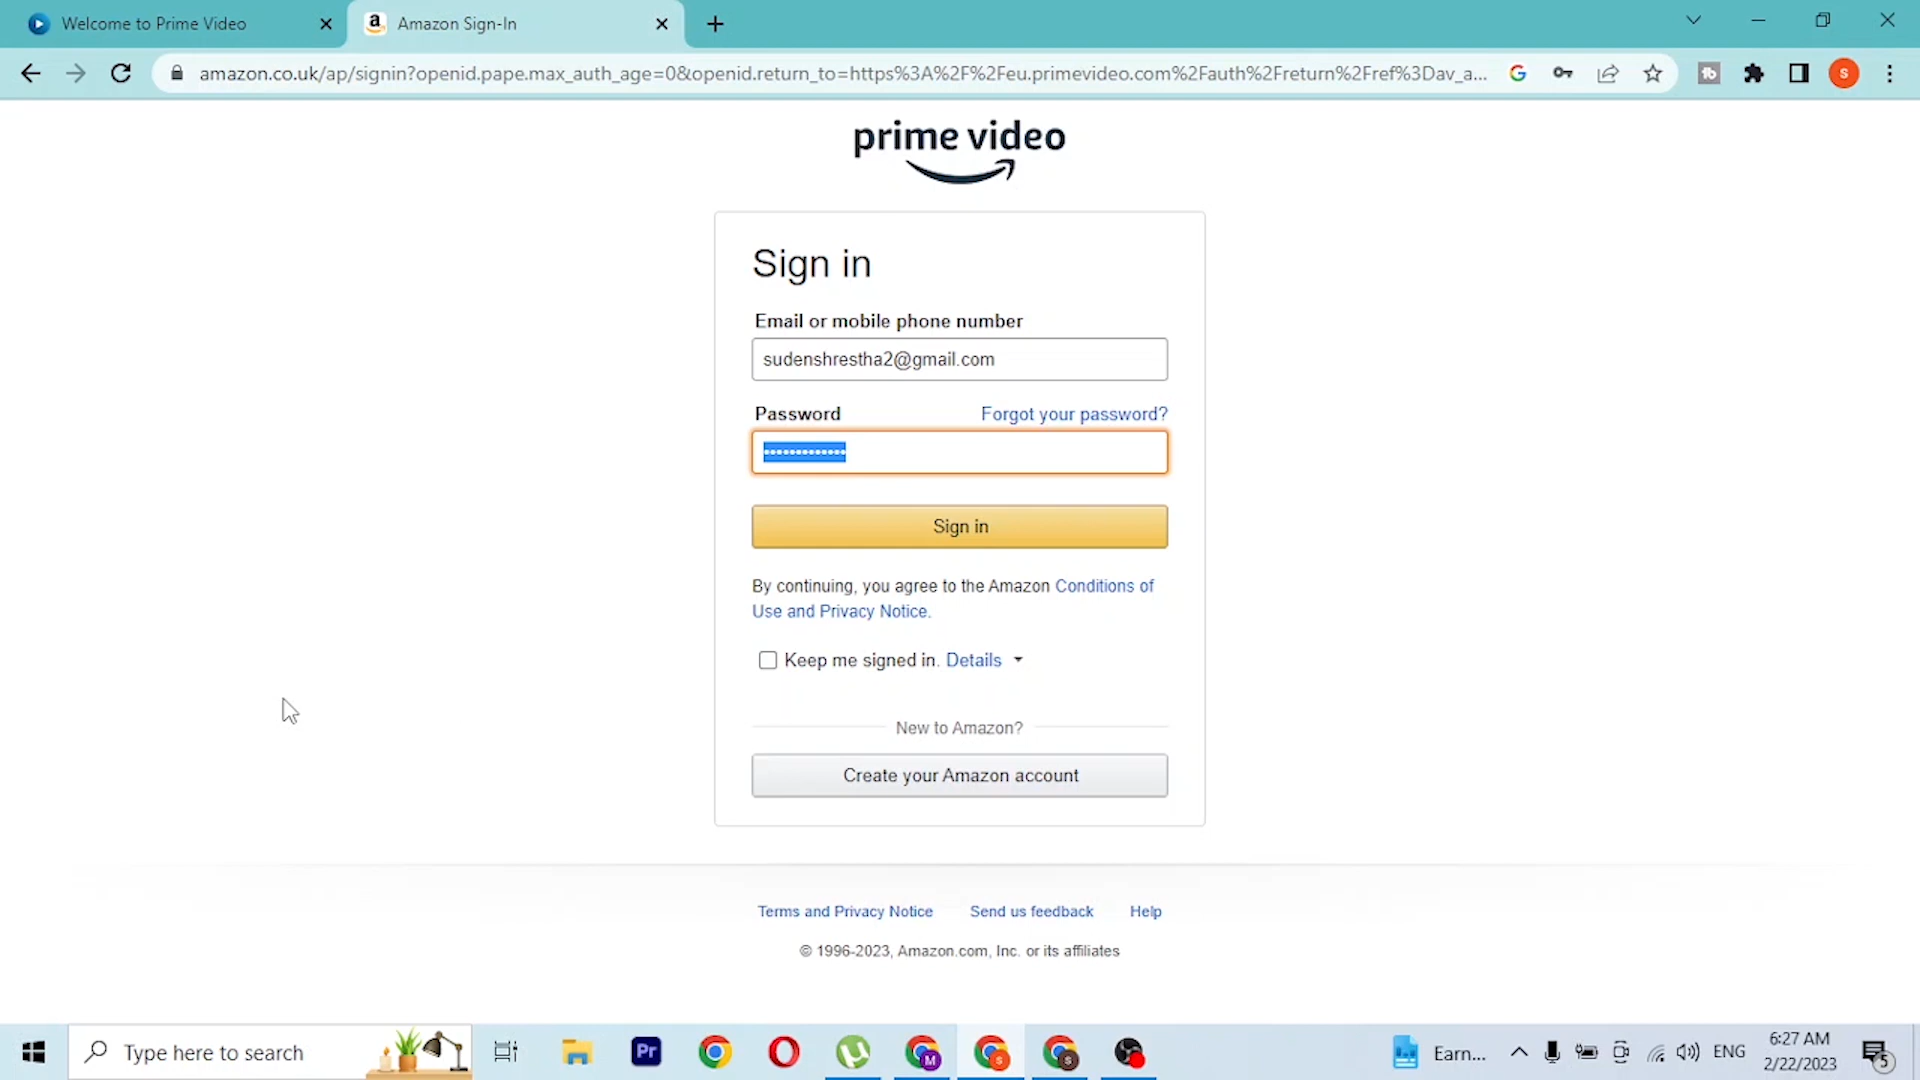 Welcome to Prime Video
Amazon Sign-In
amazon.co.uk/ap/signin?openid.pape.max_auth_age=0&openid.return_to=https%3A%2F%2Feu.primevideo.com%2Fauth%2Freturn%2Fref%3Dav_a...
prime video
Sign in
Email or mobile phone number
sudenshrestha2@gmail.com
Password Forgot your password?
Sign in
By continuing, you agree to the Amazon Conditions of
Use and Privacy Notice.
Keep me signed in. Details
New to Amazon?
Create your Amazon account
Terms and Privacy Notice Send us feedback Help
© 1996-2023, Amazon.com, Inc. or its affiliates
Type here to search
Pr
Earn...
ENG
6:27 AM
2/22/2023
5